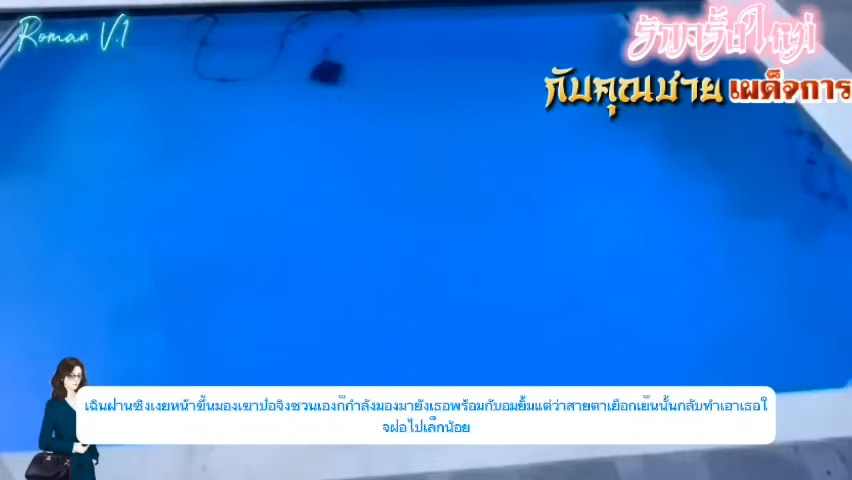 Roman V.1
รักครั้งใหญ่
กับคุณชาย เผด็จการ
เฉินฝานซิงเงยหน้าขึ้นมองเขาป๋อจิงชวนเองก็กำลังมองมายังเธอพร้อมกับอมยิ้มแต่ว่าสายตาเยือกเย็นนั้นกลับทำเอาเธอใ
จฝ่อไปเล็กน้อย